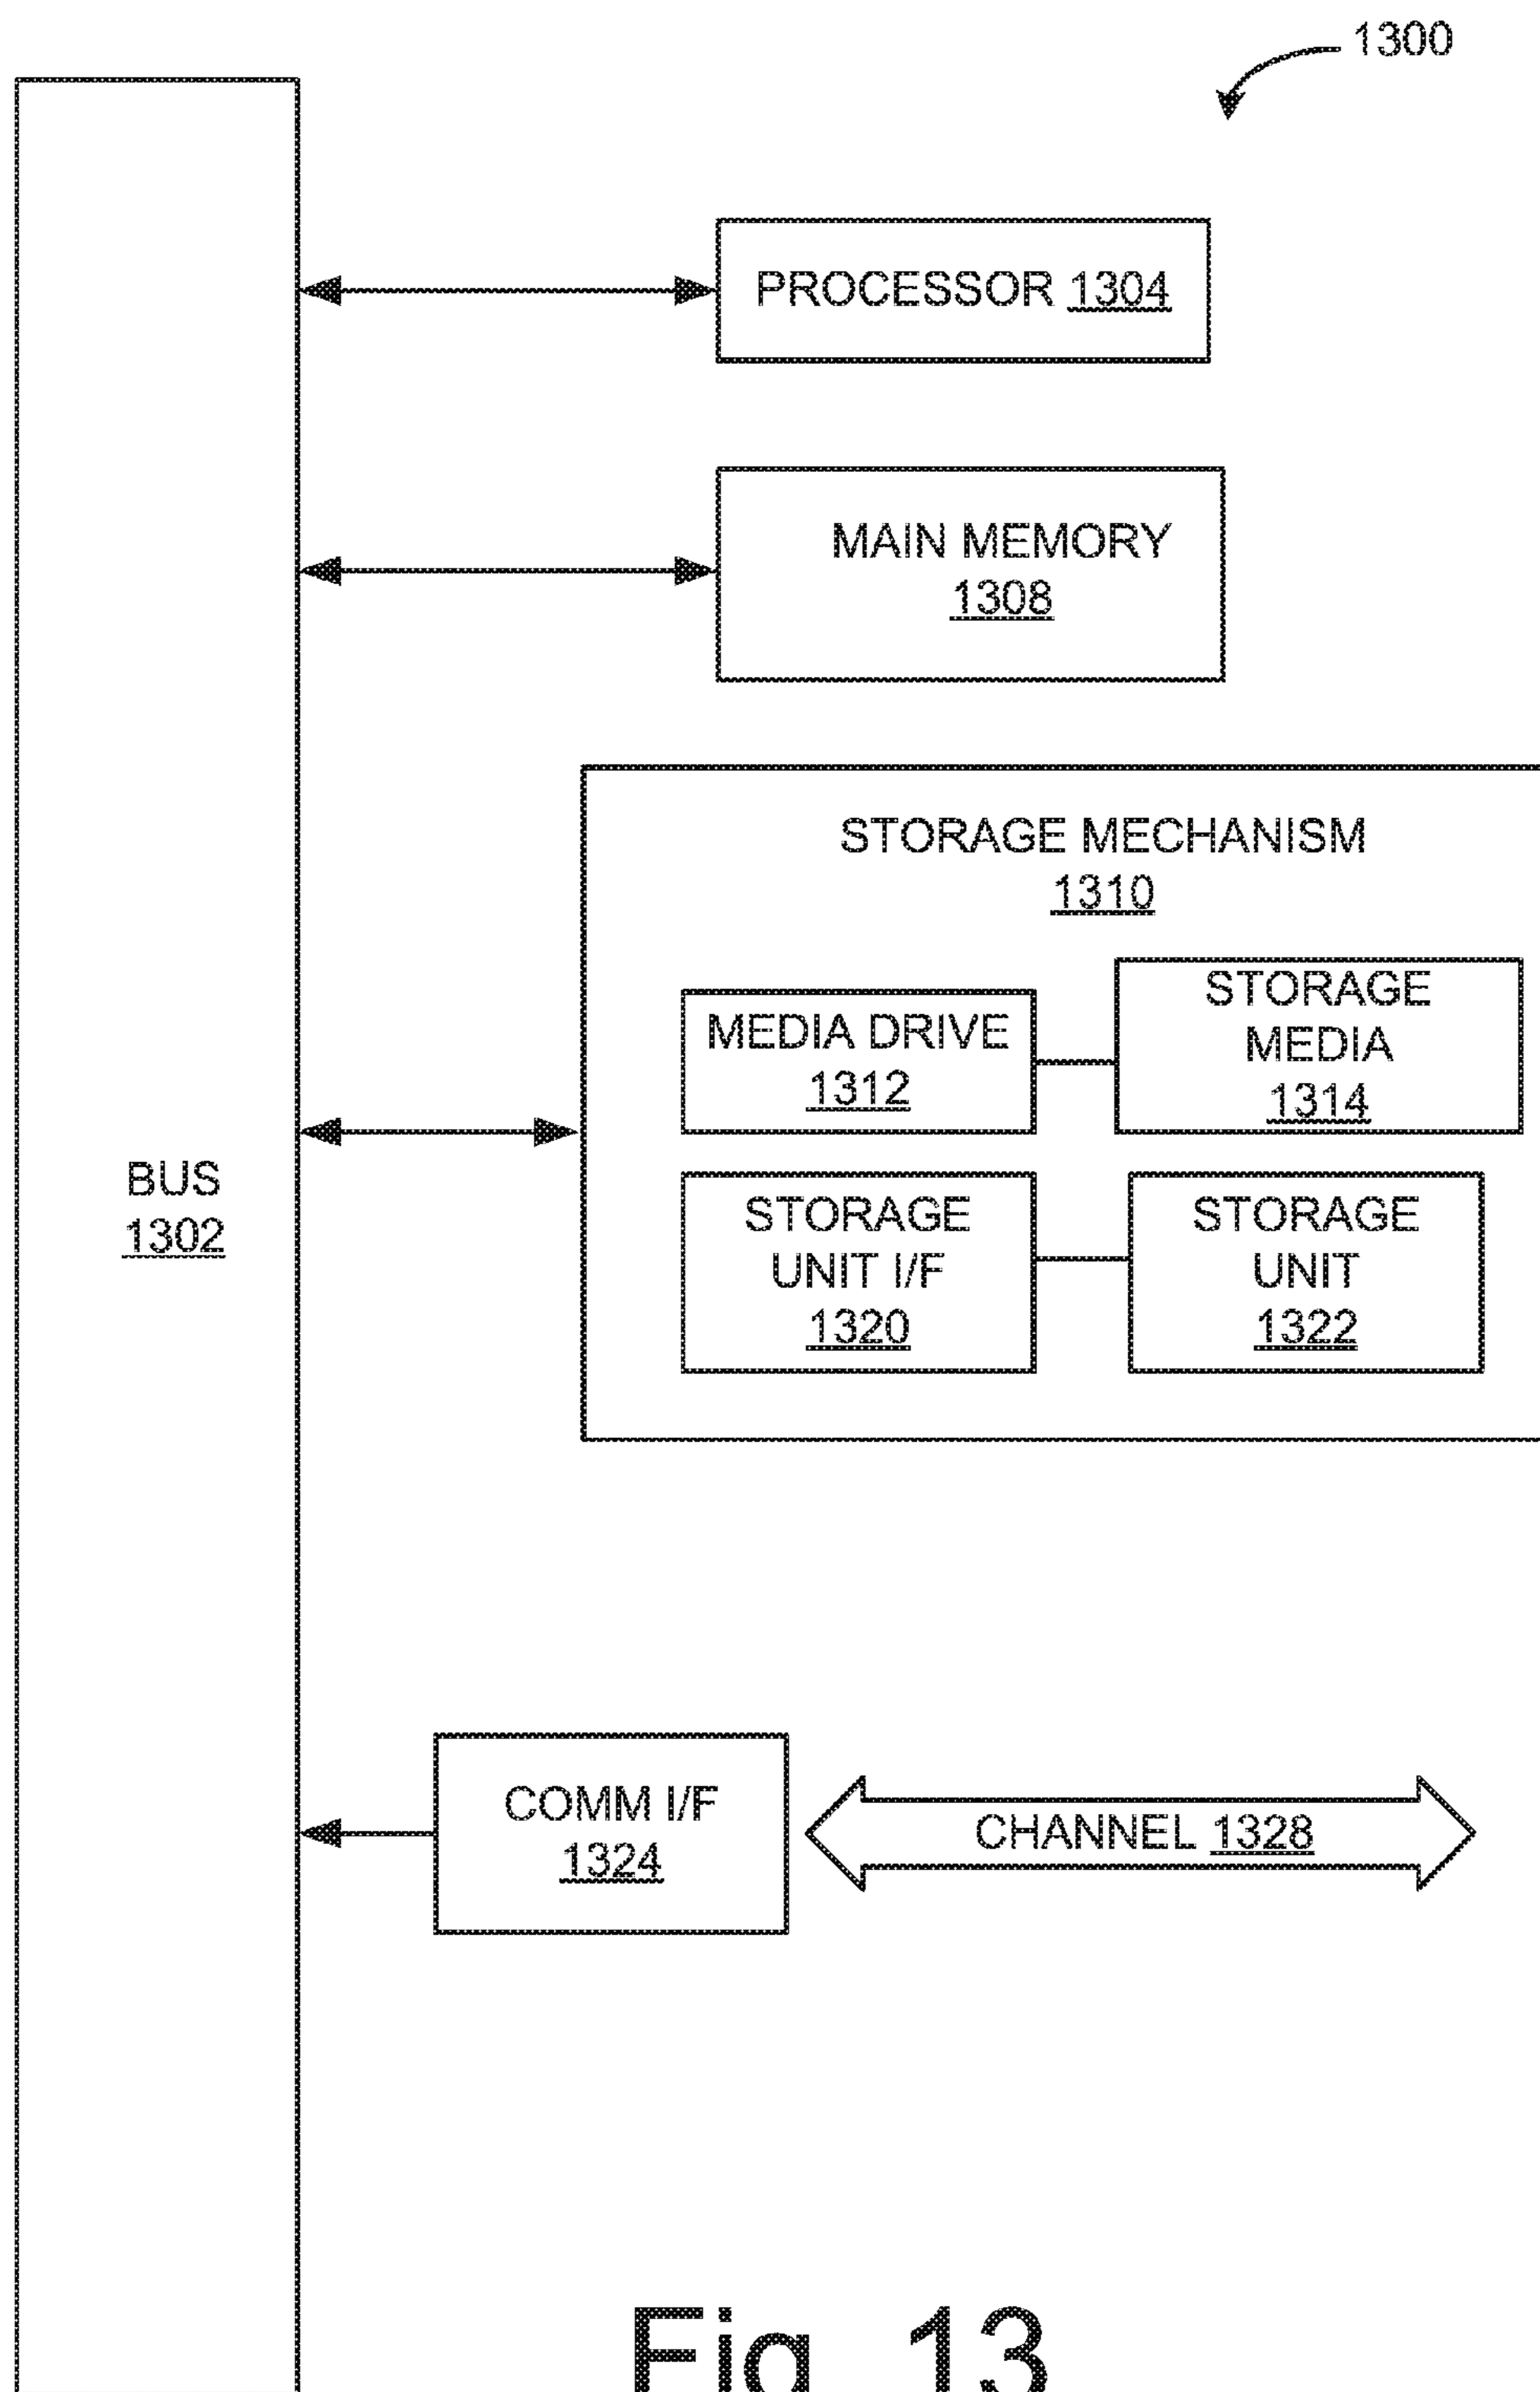 1300
PROCESSOR 1304
MAIN MEMORY
1308
STORAGE MECHANISM
1310
MEDIA DRIVE
1312
STORAGE
MEDIA
1314
BUS
1302
STORAGE
UNIT I/F
1320
STORAGE
UNIT
1322
COMM I/F
1324
CHANNEL 1328
Fig. 13